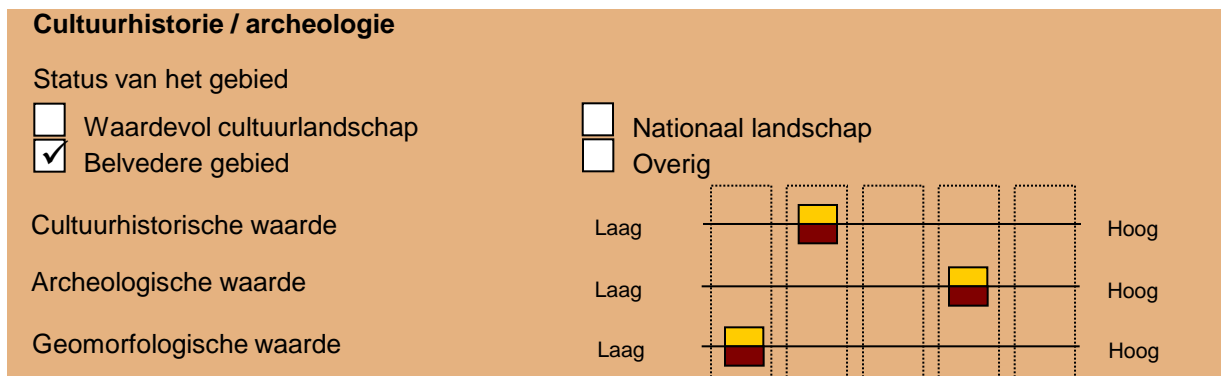 Cultuurhistorie / archeologie
Status van het gebied
Waardevol cultuurlandschap Nationaal landschap
Belvedere gebied Overig
Cultuurhistorische waarde Laag Hoog
Archeologische waarde Laag Hoog
Geomorfologische waarde Laag Hoog